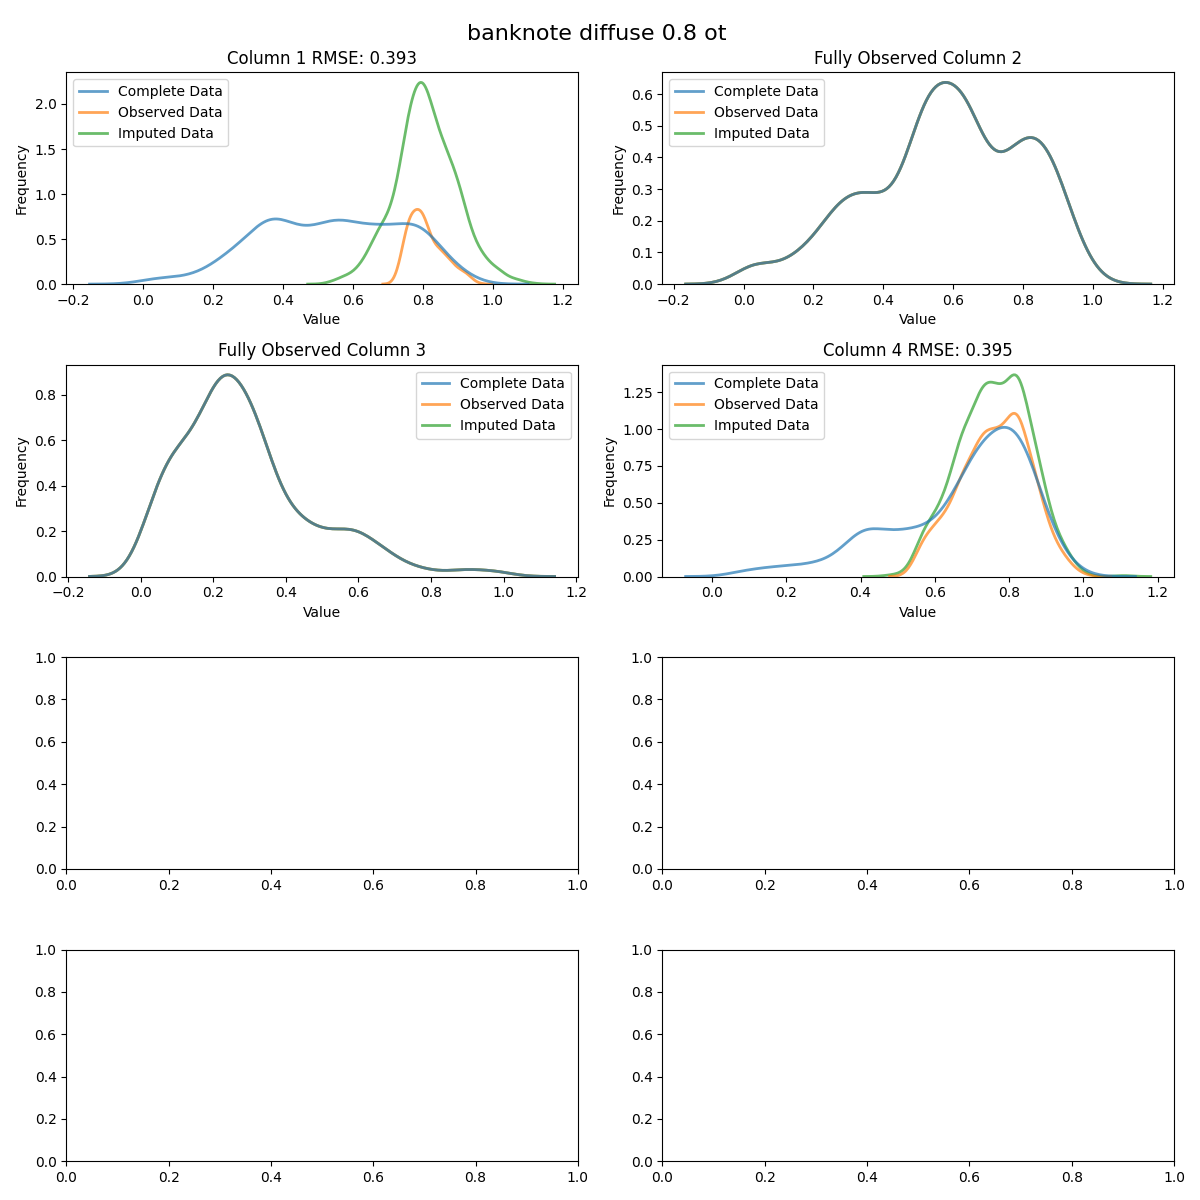 banknote diffuse 0.8 ot
Column 1 RMSE: 0.393
Complete Data
Observed Data
Imputed Data
Frequency
2.0
1.5
1.0
0.5
0.0
−0.2 0.0 0.2 0.4 0.6 0.8 1.0 1.2
Value
Fully Observed Column 2
Complete Data
Observed Data
Imputed Data
Frequency
0.6
0.5
0.4
0.3
0.2
0.1
0.0
−0.2 0.0 0.2 0.4 0.6 0.8 1.0 1.2
Value
Fully Observed Column 3
Complete Data
Observed Data
Imputed Data
Frequency
0.8
0.6
0.4
0.2
0.0
−0.2 0.0 0.2 0.4 0.6 0.8 1.0 1.2
Value
Column 4 RMSE: 0.395
Complete Data
Observed Data
Imputed Data
Frequency
1.25
1.00
0.75
0.50
0.25
0.00
0.0 0.2 0.4 0.6 0.8 1.0 1.2
Value
1.0
0.8
0.6
0.4
0.2
0.0
0.0 0.2 0.4 0.6 0.8 1.0
1.0
0.8
0.6
0.4
0.2
0.0
0.0 0.2 0.4 0.6 0.8 1.0
1.0
0.8
0.6
0.4
0.2
0.0
0.0 0.2 0.4 0.6 0.8 1.0
1.0
0.8
0.6
0.4
0.2
0.0
0.0 0.2 0.4 0.6 0.8 1.0